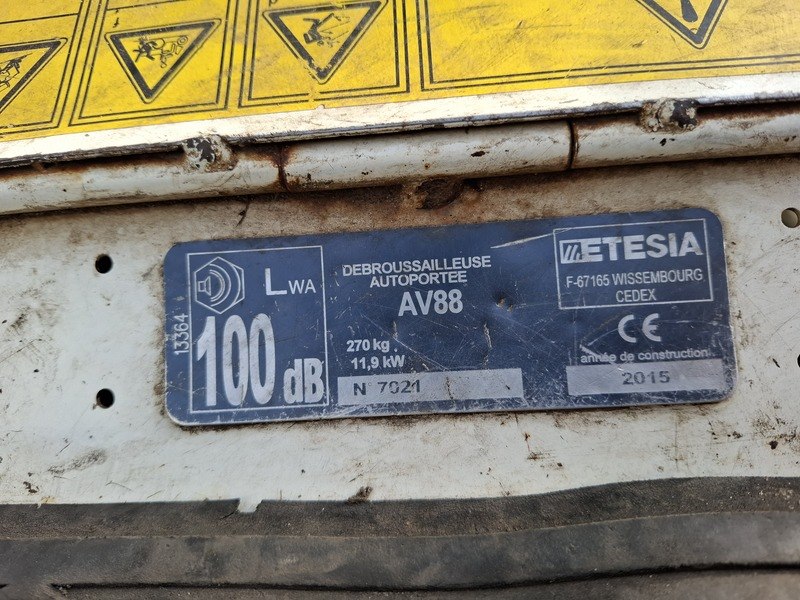 13364
LWA
100 dB
DEBROUSSAILLEUSE
AUTOPORTEE
AV88
270 kg
11,9 kW
N° 7021
ETESIA
F-67165 WISSEMBOURG
CEDEX
CE
année de construction
2015